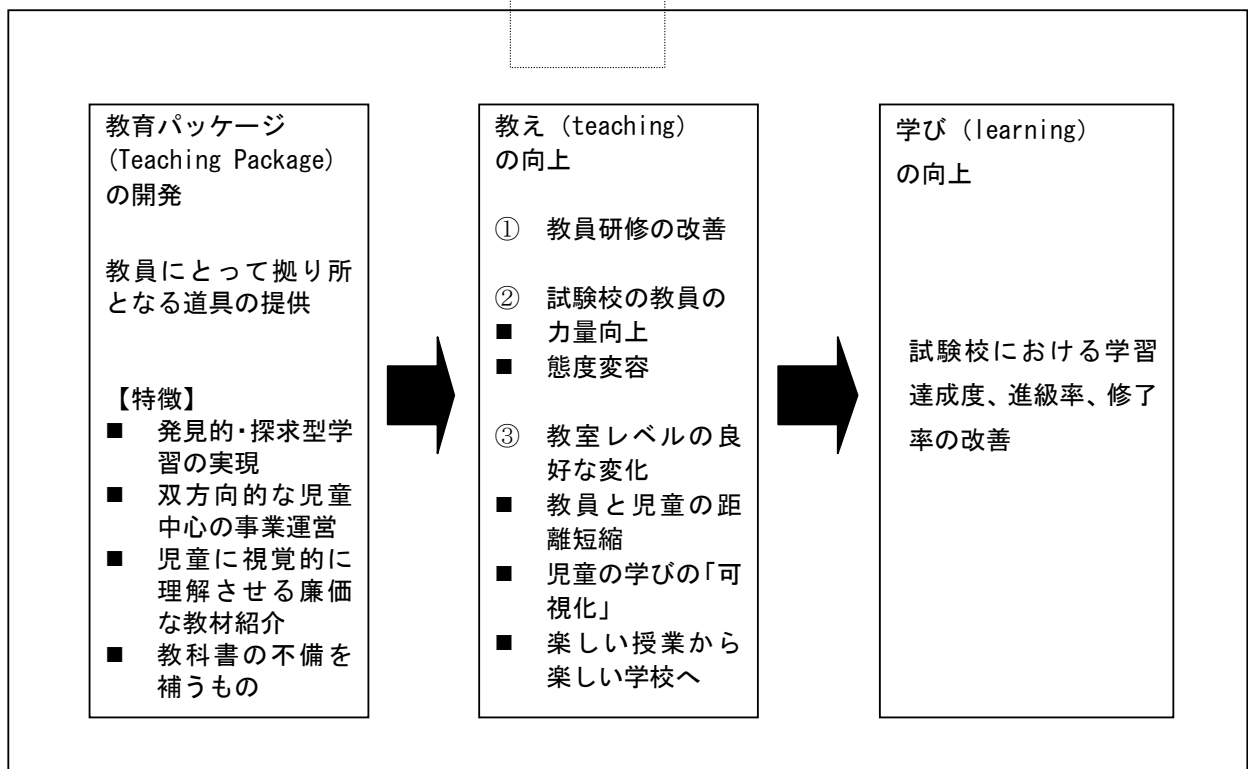 教育パッケージ
(Teaching Package)
の開発
教員にとって拠り所
となる道具の提供
【特徴】
■ 発見的・探求型学
習の実現
■ 双方向的な児童
中心の事業運営
■ 児童に視覚的に
理解させる廉価
な教材紹介
■ 教科書の不備を
補うもの
教え (teaching)
の向上
① 教員研修の改善
② 試験校の教員の
■ 力量向上
■ 態度変容
③ 教室レベルの良
好な変化
■ 教員と児童の距
離短縮
■ 児童の学びの「可
視化」
■ 楽しい授業から
楽しい学校へ
学び (learning)
の向上
試験校における学習
達成度、進級率、修了
率の改善